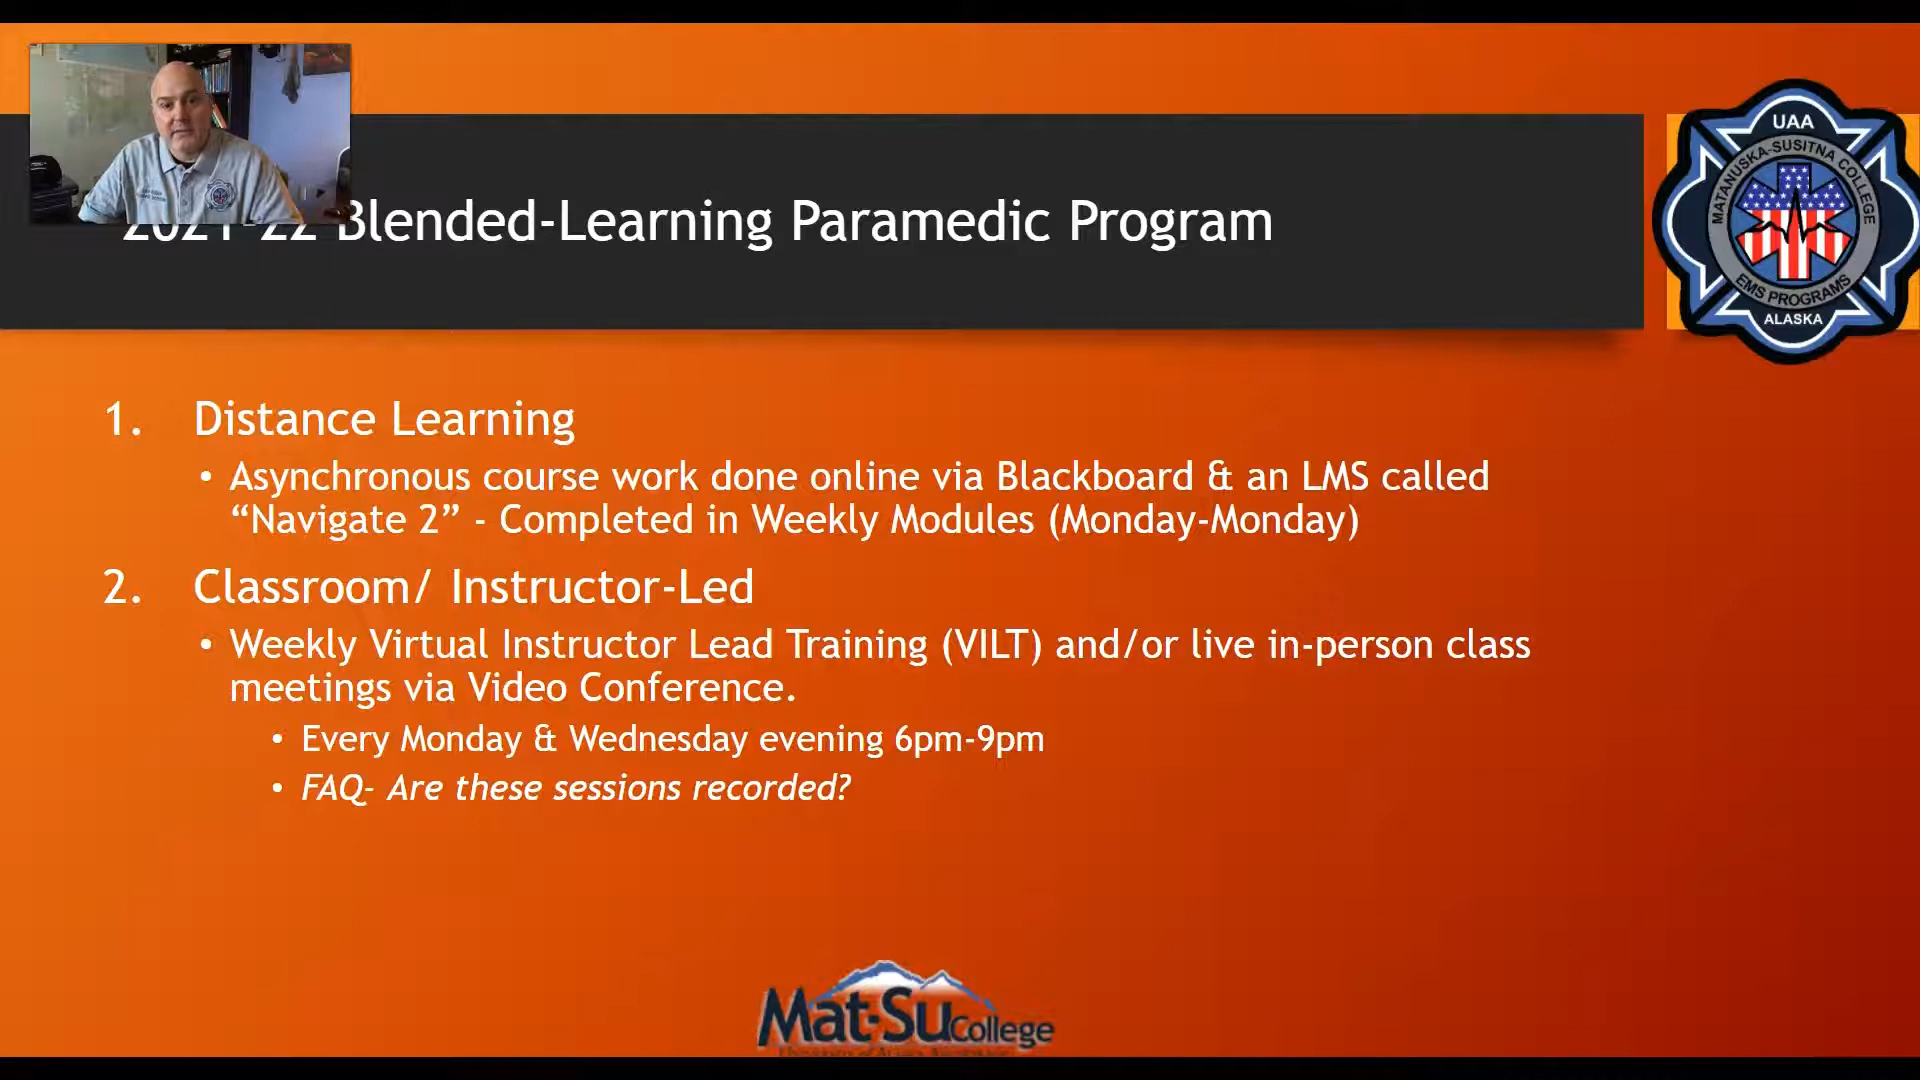 2021-22 Blended-Learning Paramedic Program
UAA
MATANUSKA-SUSITNA COLLEGE
EMS PROGRAMS
ALASKA
1. Distance Learning
• Asynchronous course work done online via Blackboard & an LMS called
“Navigate 2” - Completed in Weekly Modules (Monday-Monday)
2. Classroom/ Instructor-Led
• Weekly Virtual Instructor Lead Training (VILT) and/or live in-person class
meetings via Video Conference.
• Every Monday & Wednesday evening 6pm-9pm
• FAQ- Are these sessions recorded?
Mat-Su College